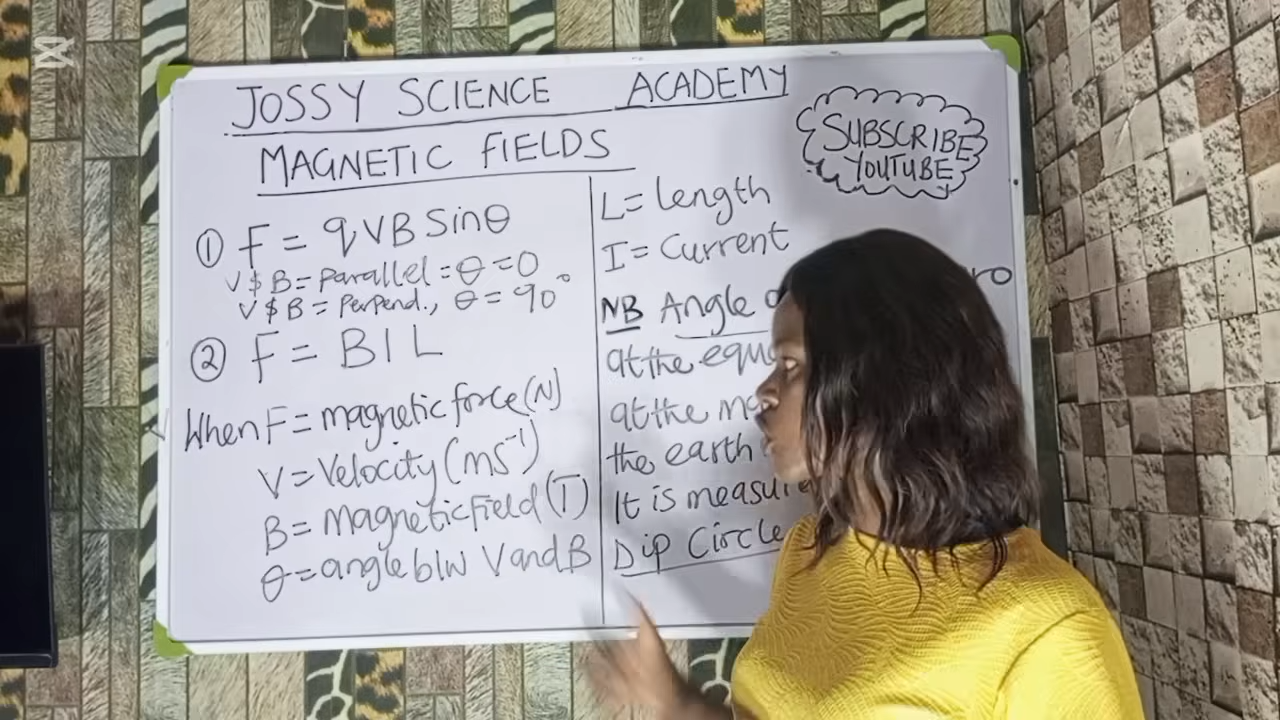 JOSSY SCIENCE ACADEMY
MAGNETIC FIELDS
SUBSCRIBE
YOUTUBE
① F = qVB Sinθ
V $ B = parallel = θ = 0
V $ B = Perpend., θ = 90°
② F = BIL
When F = magnetic force (N)
V = Velocity (ms⁻¹)
B = Magnetic Field (T)
θ = angle b/w V and B
L = length
I = Current
NB Angle
at the
at the
the earth
It is
Dip Circle